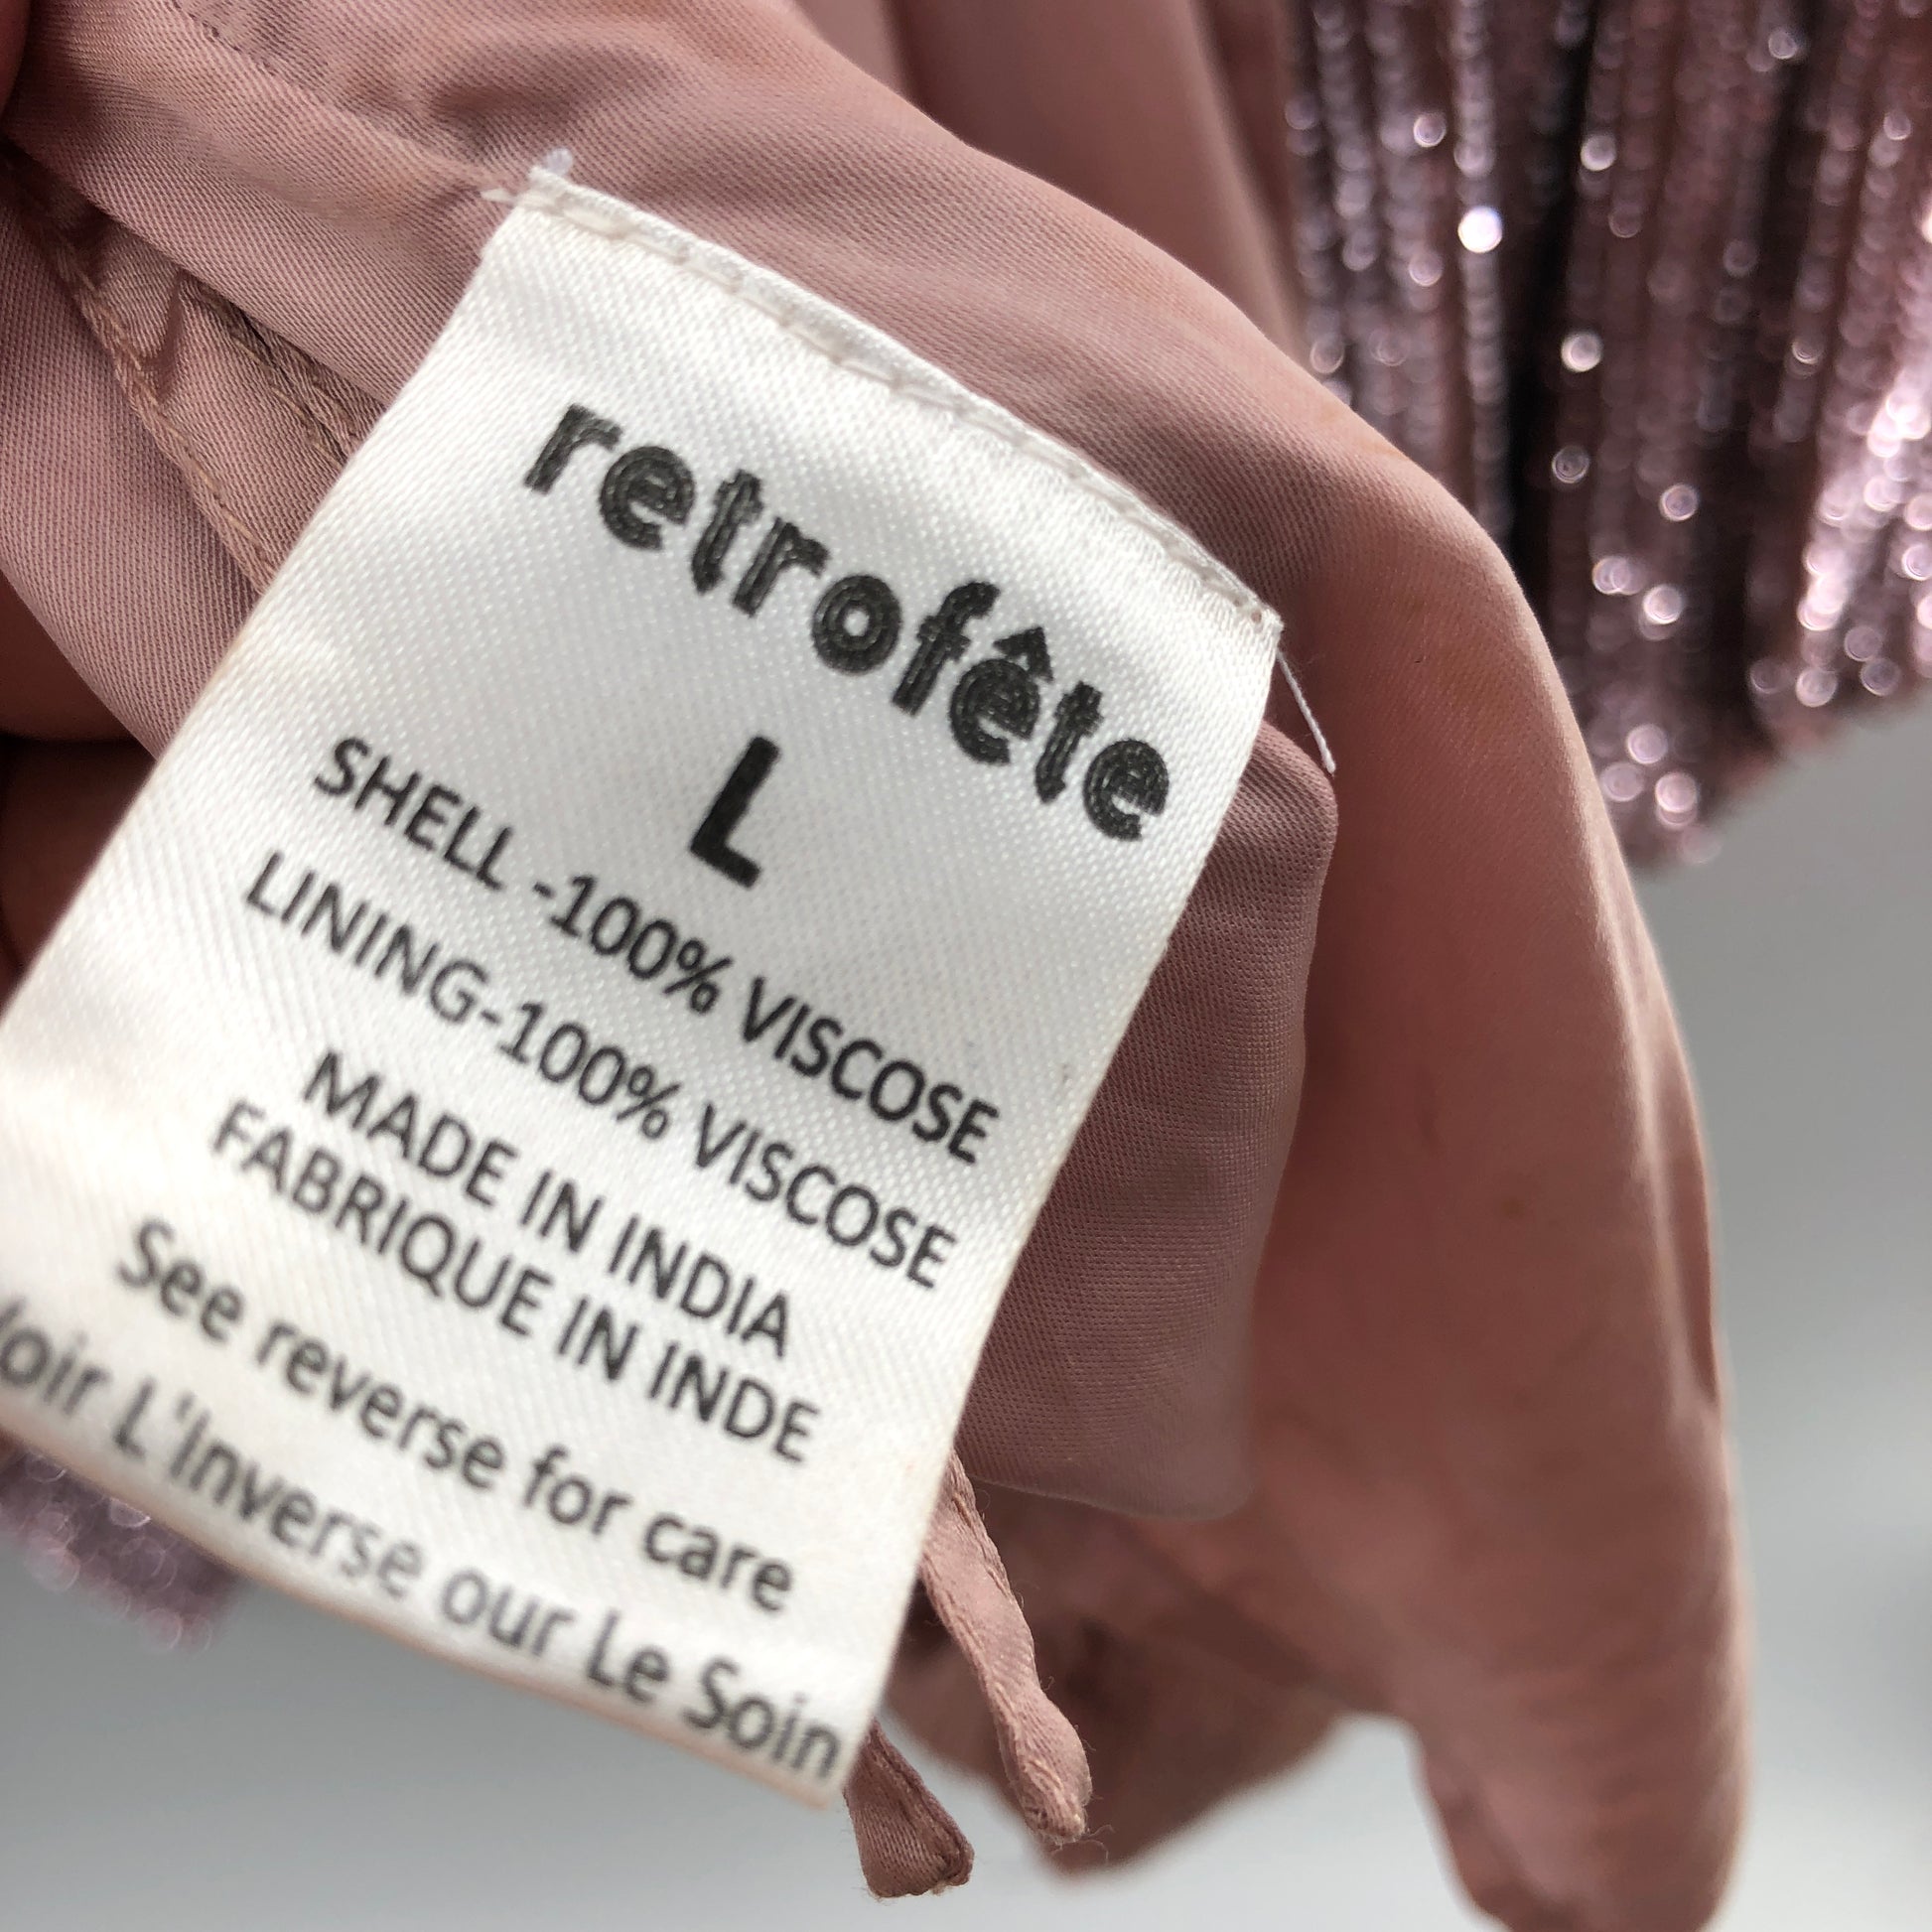 retrofête
L
SHELL -100% VISCOSE
LINING-100% VISCOSE
MADE IN INDIA
FABRIQUE IN INDE
See reverse for care
L'Inverse our Le Soin